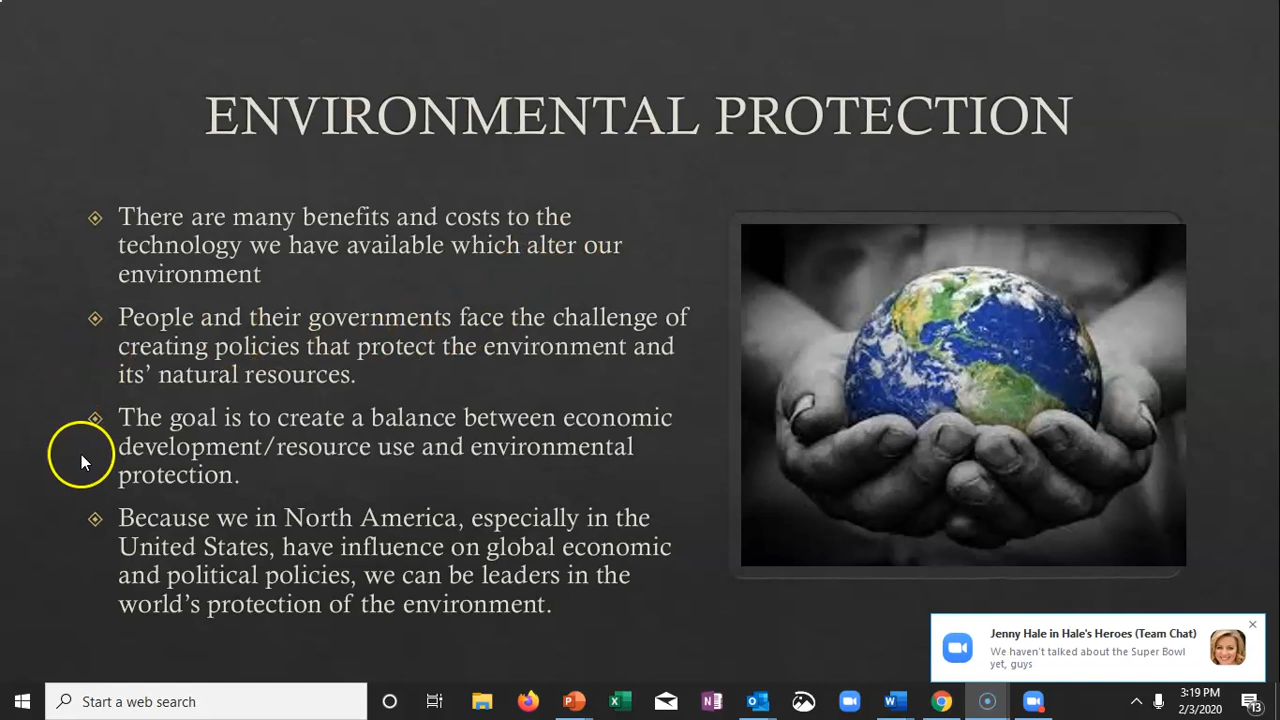 ENVIRONMENTAL PROTECTION
There are many benefits and costs to the
technology we have available which alter our
environment
People and their governments face the challenge of
creating policies that protect the environment and
its’ natural resources.
The goal is to create a balance between economic
development/resource use and environmental
protection.
Because we in North America, especially in the
United States, have influence on global economic
and political policies, we can be leaders in the
world’s protection of the environment.
Jenny Hale in Hale's Heroes (Team Chat)
We haven't talked about the Super Bowl
yet, guys
Start a web search
3:19 PM
2/3/2020
13